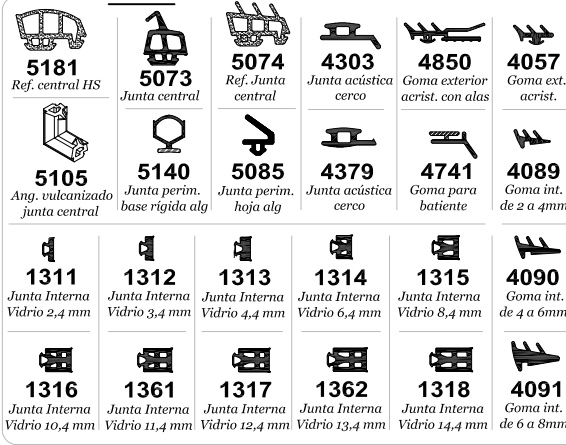 5181
Ref. central HS
5073
Junta central
5074
Ref. Junta
central
4303
Junta acústica
cerco
4850
Goma exterior
acrist. con alas
4057
Goma ext.
acrist.
5105
Ang. vulcanizado
junta central
5140
Junta perim.
base rígida alg
5085
Junta perim.
hoja alg
4379
Junta acústica
cerco
4741
Goma para
batiente
4089
Goma int.
de 2 a 4mm
1311
Junta Interna
Vidrio 2,4 mm
1312
Junta Interna
Vidrio 3,4 mm
1313
Junta Interna
Vidrio 4,4 mm
1314
Junta Interna
Vidrio 6,4 mm
1315
Junta Interna
Vidrio 8,4 mm
4090
Goma int.
de 4 a 6mm
1316
Junta Interna
Vidrio 10,4 mm
1361
Junta Interna
Vidrio 11,4 mm
1317
Junta Interna
Vidrio 12,4 mm
1362
Junta Interna
Vidrio 13,4 mm
1318
Junta Interna
Vidrio 14,4 mm
4091
Goma int.
de 6 a 8mm